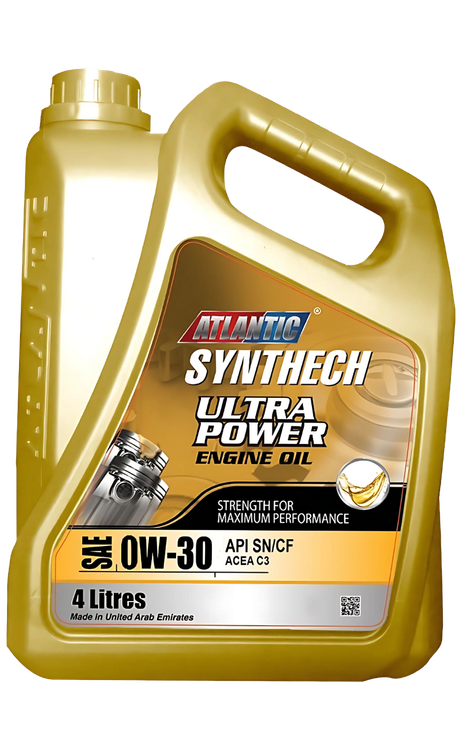 ATLANTIC®
SYNTHECH
ULTRA
POWER
ENGINE OIL
STRENGTH FOR
MAXIMUM PERFORMANCE
SAE 0W-30 API SN/CF
ACEA C3
4 Litres
Made in United Arab Emirates
ATLANTIC